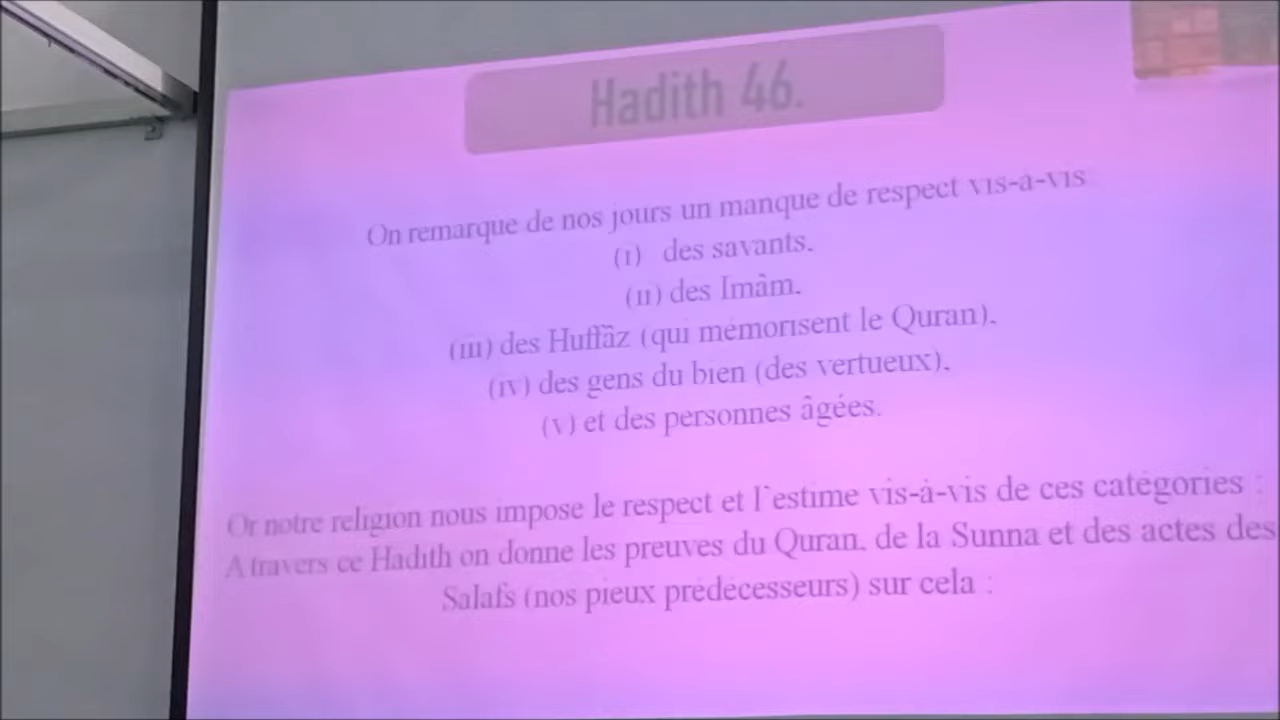 Hadith 46.
On remarque de nos jours un manque de respect vis-à-vis
(i) des savants.
(ii) des Imâm.
(iii) des Huffâz (qui mémorisent le Quran).
(iv) des gens du bien (des vertueux).
(v) et des personnes âgées.
Or notre religion nous impose le respect et l'estime vis-à-vis de ces catégories :
A travers ce Hadith on donne les preuves du Quran, de la Sunna et des actes des
Salafs (nos pieux prédécesseurs) sur cela :